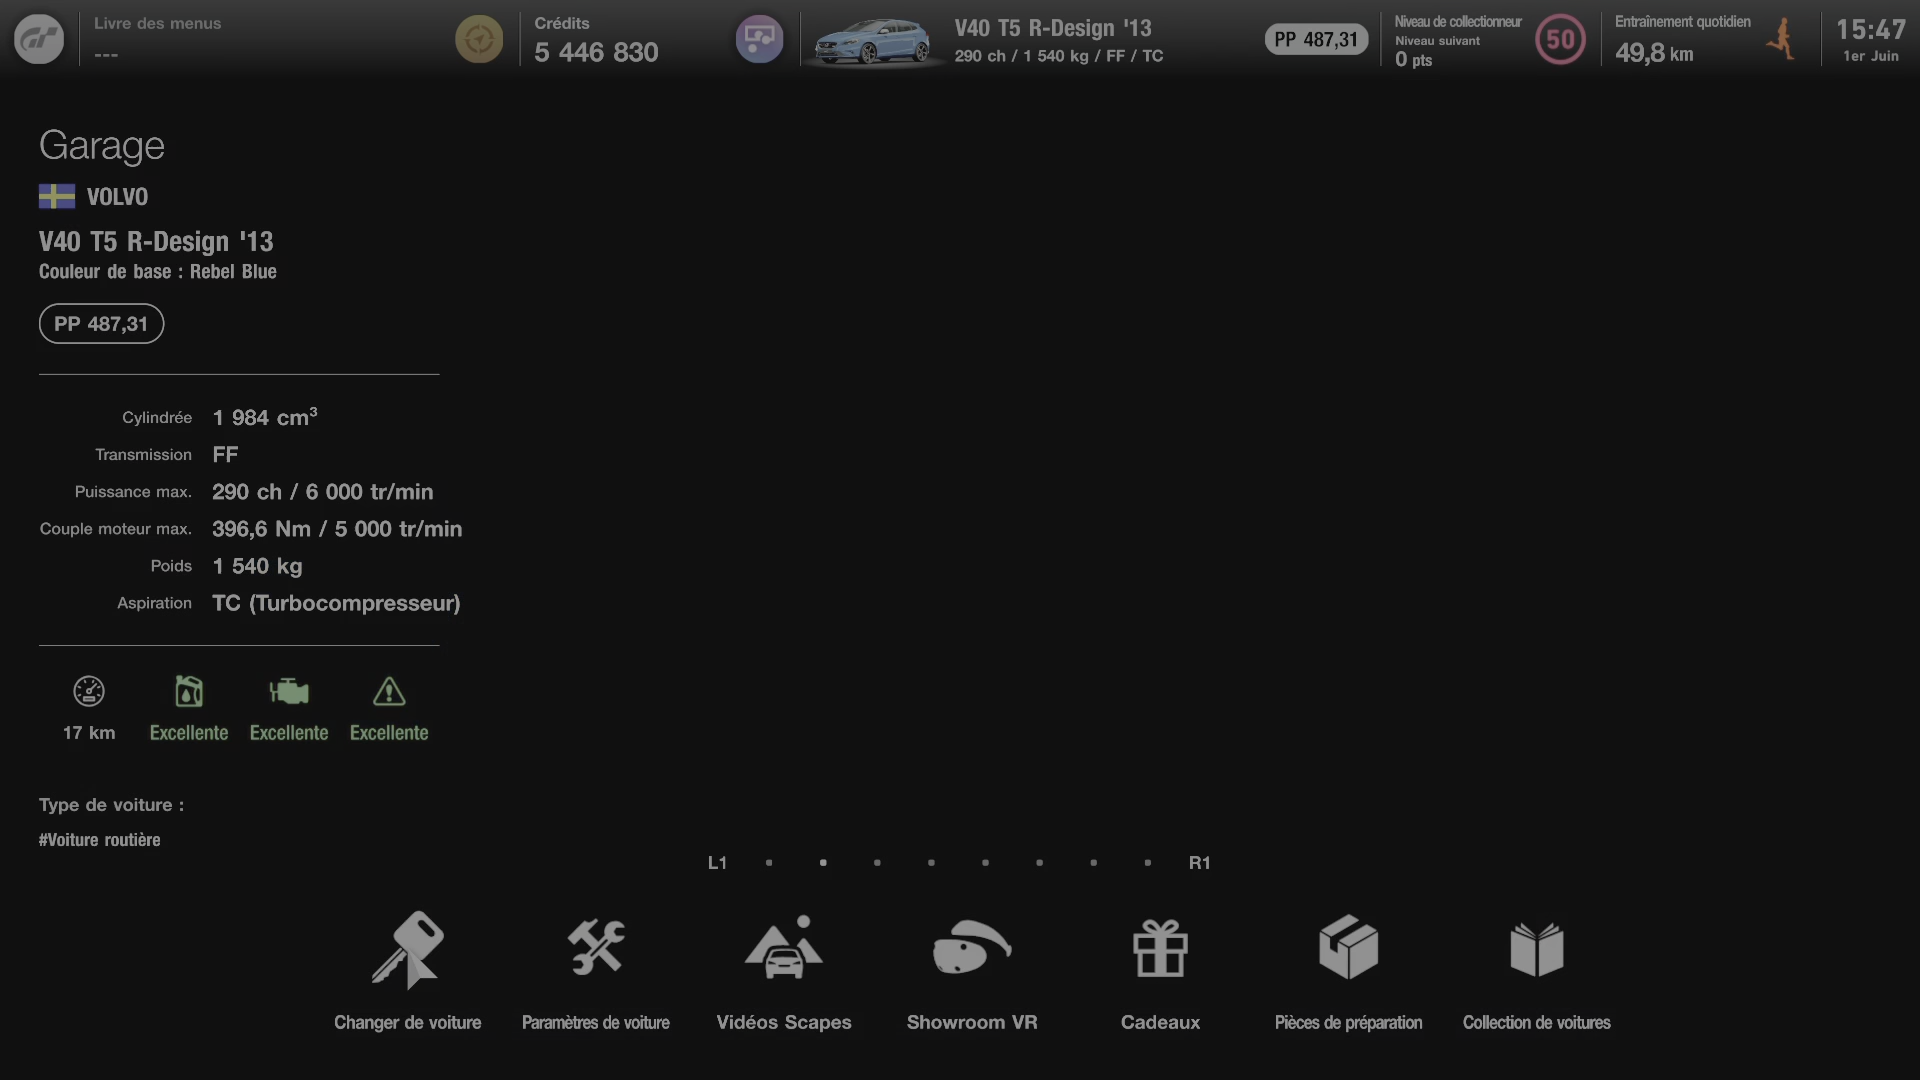 Livre des menus
---
Crédits
5 446 830
V40 T5 R-Design '13
290 ch / 1 540 kg / FF / TC
PP 487,31
Niveau de collectionneur
Niveau suivant
0 pts
50
Entraînement quotidien
49,8 km
15:47
1er Juin
Garage
VOLVO
V40 T5 R-Design '13
Couleur de base : Rebel Blue
PP 487,31
Cylindrée 1 984 cm³
Transmission FF
Puissance max. 290 ch / 6 000 tr/min
Couple moteur max. 396,6 Nm / 5 000 tr/min
Poids 1 540 kg
Aspiration TC (Turbocompresseur)
17 km Excellente Excellente Excellente
Type de voiture :
#Voiture routière
L1 R1
Changer de voiture Paramètres de voiture Vidéos Scapes Showroom VR Cadeaux Pièces de préparation Collection de voitures